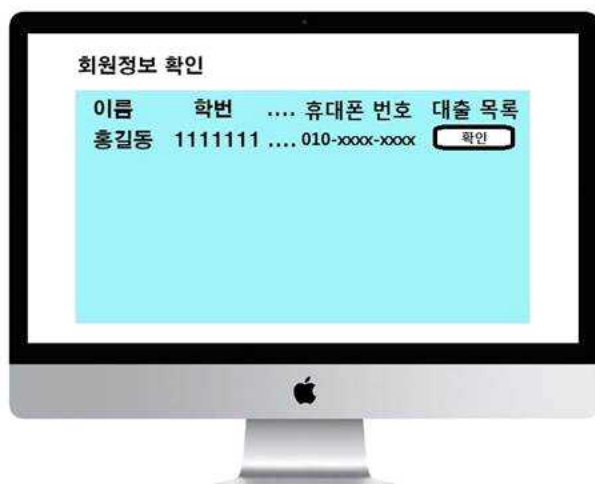 회원정보 확인
이름 학번 .... 휴대폰 번호 대출 목록
홍길동 1111111 .... 010-xxxx-xxxx 확인